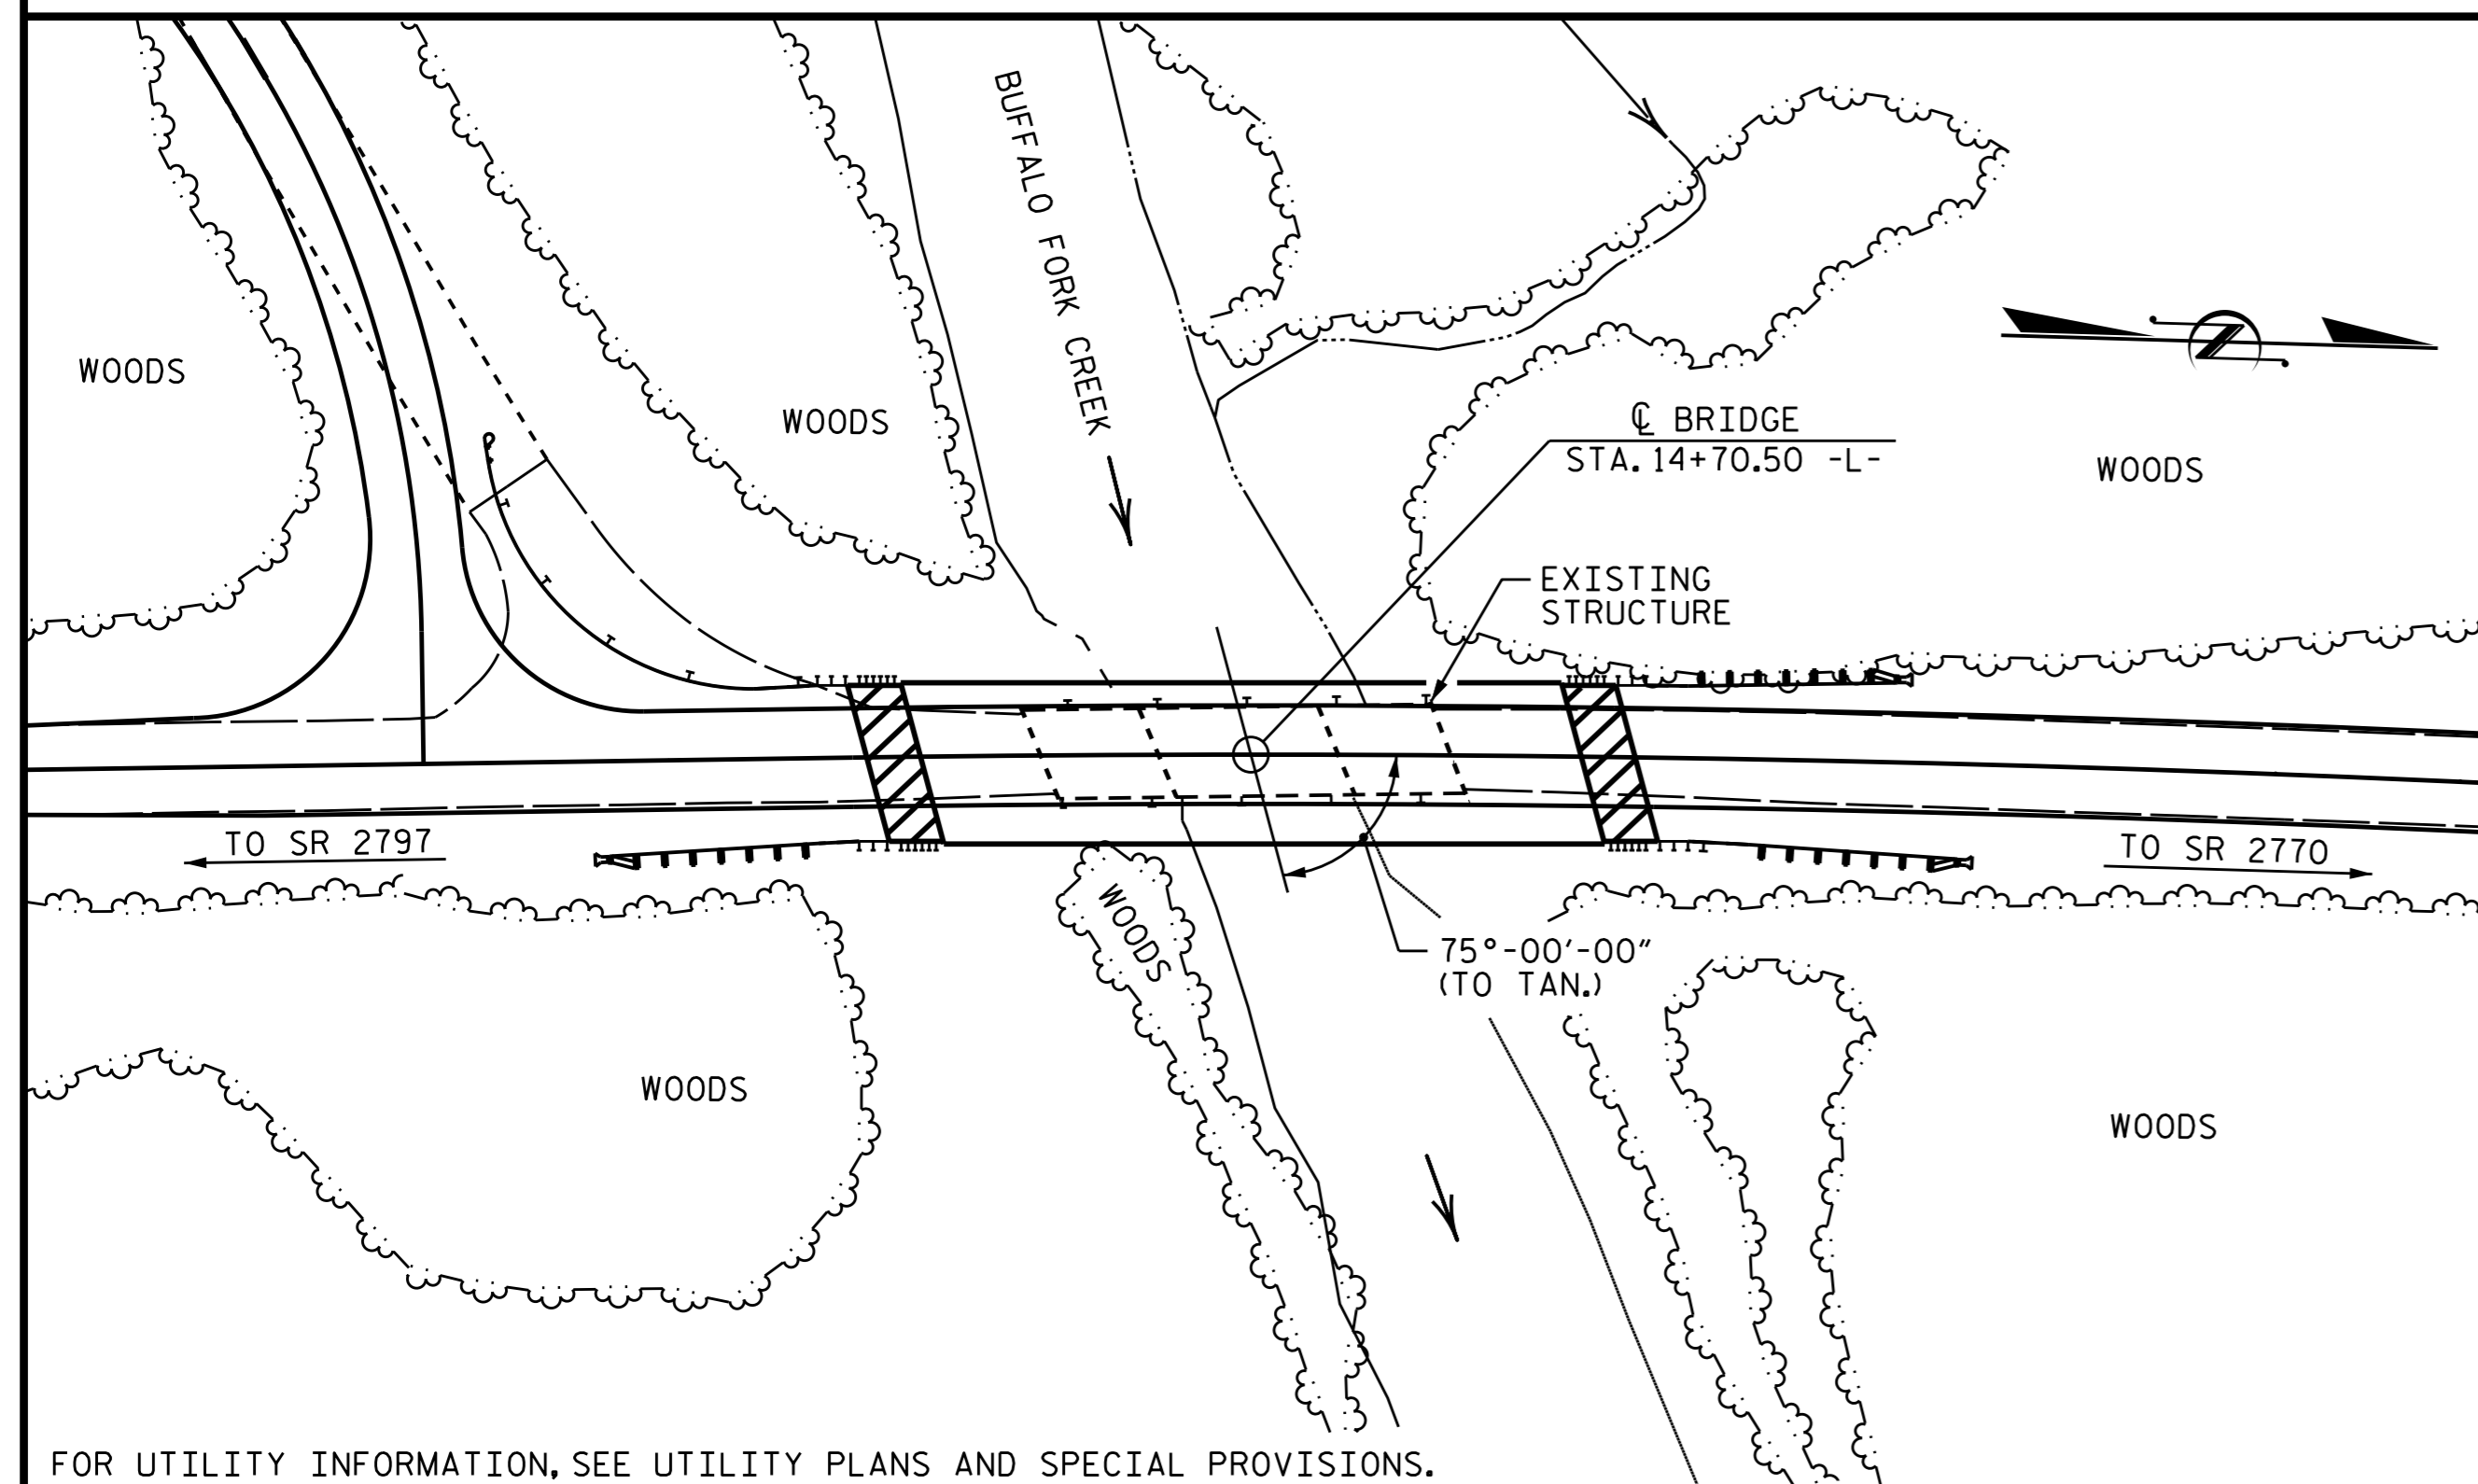 BUFFALO FORK CREEK
WOODS
WOODS
℄ BRIDGE
STA. 14+70.50 -L-
WOODS
EXISTING
STRUCTURE
TO SR 2797
TO SR 2770
WOODS
75°-00'-00"
(TO TAN.)
WOODS
WOODS
FOR UTILITY INFORMATION, SEE UTILITY PLANS AND SPECIAL PROVISIONS.